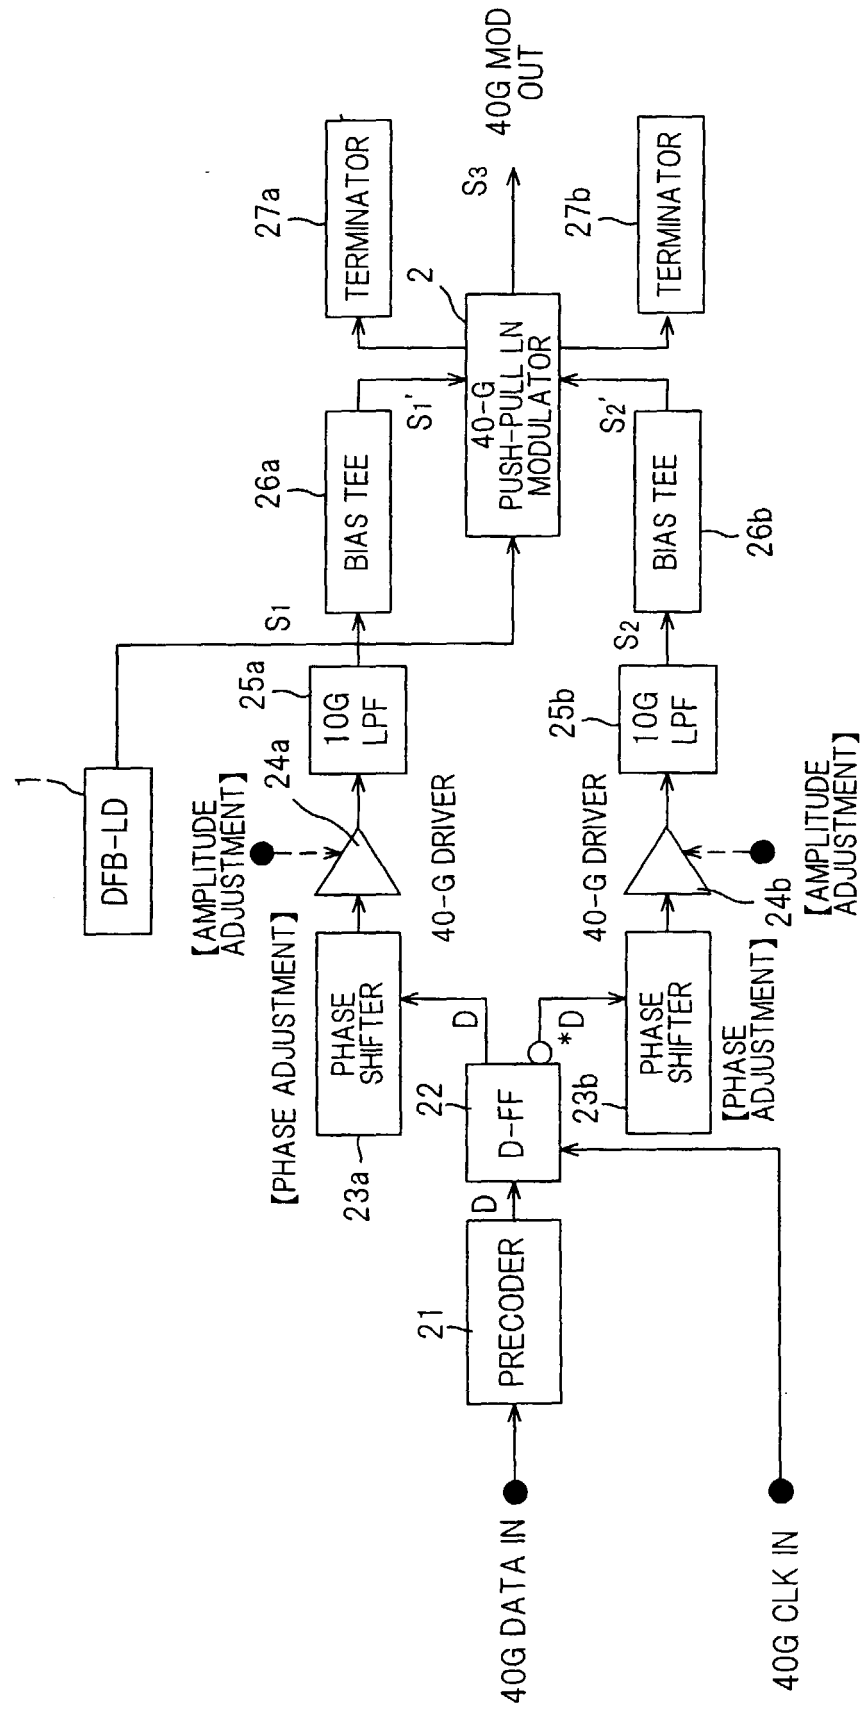 1
DFB-LD
【AMPLITUDE
ADJUSTMENT】
【PHASE ADJUSTMENT】
23a
PHASE
SHIFTER
24a
40-G DRIVER
25a
10G
LPF
S1
26a
BIAS TEE
S1'
27a
TERMINATOR
40G DATA IN
21
PRECODER
D
22
D-FF
D
*D
2
40-G
PUSH-PULL LN
MODULATOR
S3
40G MOD
OUT
40G CLK IN
23b
PHASE
SHIFTER
【PHASE
ADJUSTMENT】
40-G DRIVER
24b
【AMPLITUDE
ADJUSTMENT】
25b
10G
LPF
S2
BIAS TEE
26b
S2'
27b
TERMINATOR